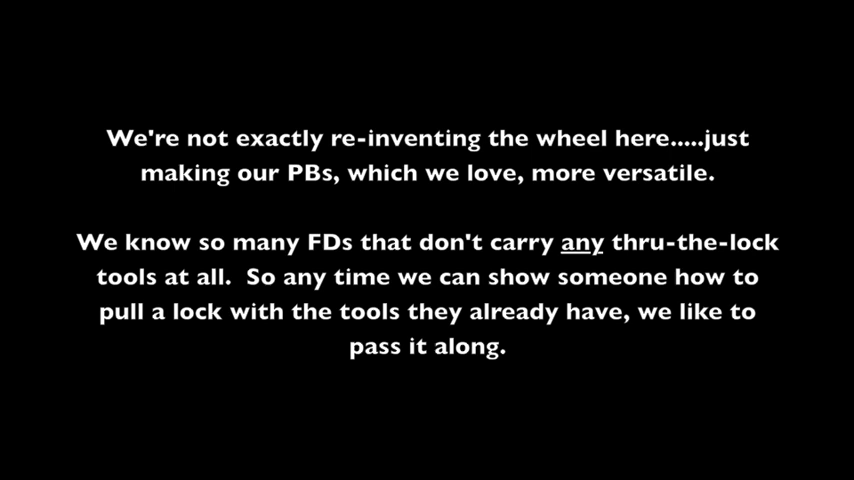 We're not exactly re-inventing the wheel here.....just
making our PBs, which we love, more versatile.
We know so many FDs that don't carry any thru-the-lock
tools at all.  So any time we can show someone how to
pull a lock with the tools they already have, we like to
pass it along.